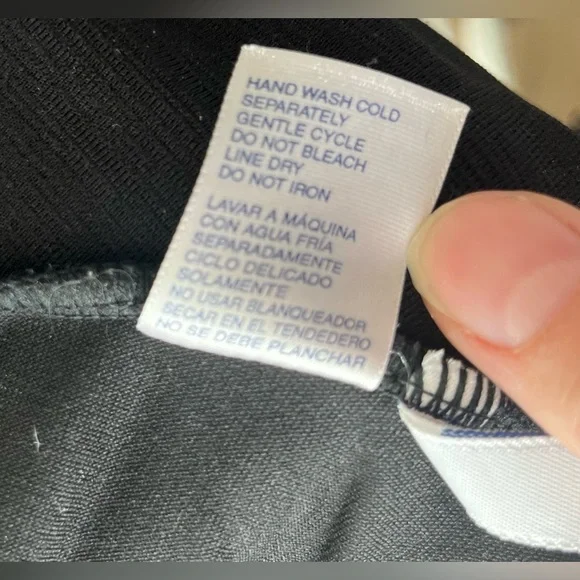 HAND WASH COLD
SEPARATELY
GENTLE CYCLE
DO NOT BLEACH
LINE DRY
DO NOT IRON
LAVAR A MÁQUINA
CON AGUA FRÍA
SEPARADAMENTE
CICLO DELICADO
SOLAMENTE
NO USAR BLANQUEADOR
SECAR EN EL TENDEDERO
NO SE DEBE PLANCHAR